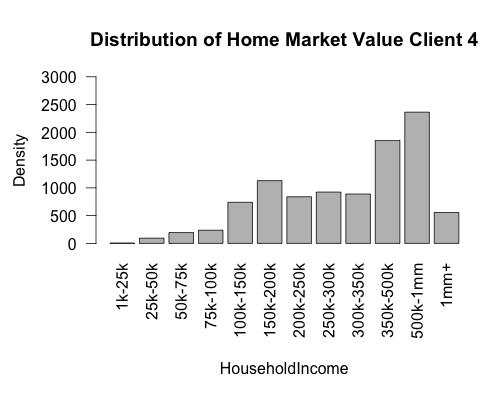 Distribution of Home Market Value Client 4
3000
2500
2000
1500
1000
500
0
Density
1k-25k
25k-50k
50k-75k
75k-100k
100k-150k
150k-200k
200k-250k
250k-300k
300k-350k
350k-500k
500k-1mm
1mm+
HouseholdIncome